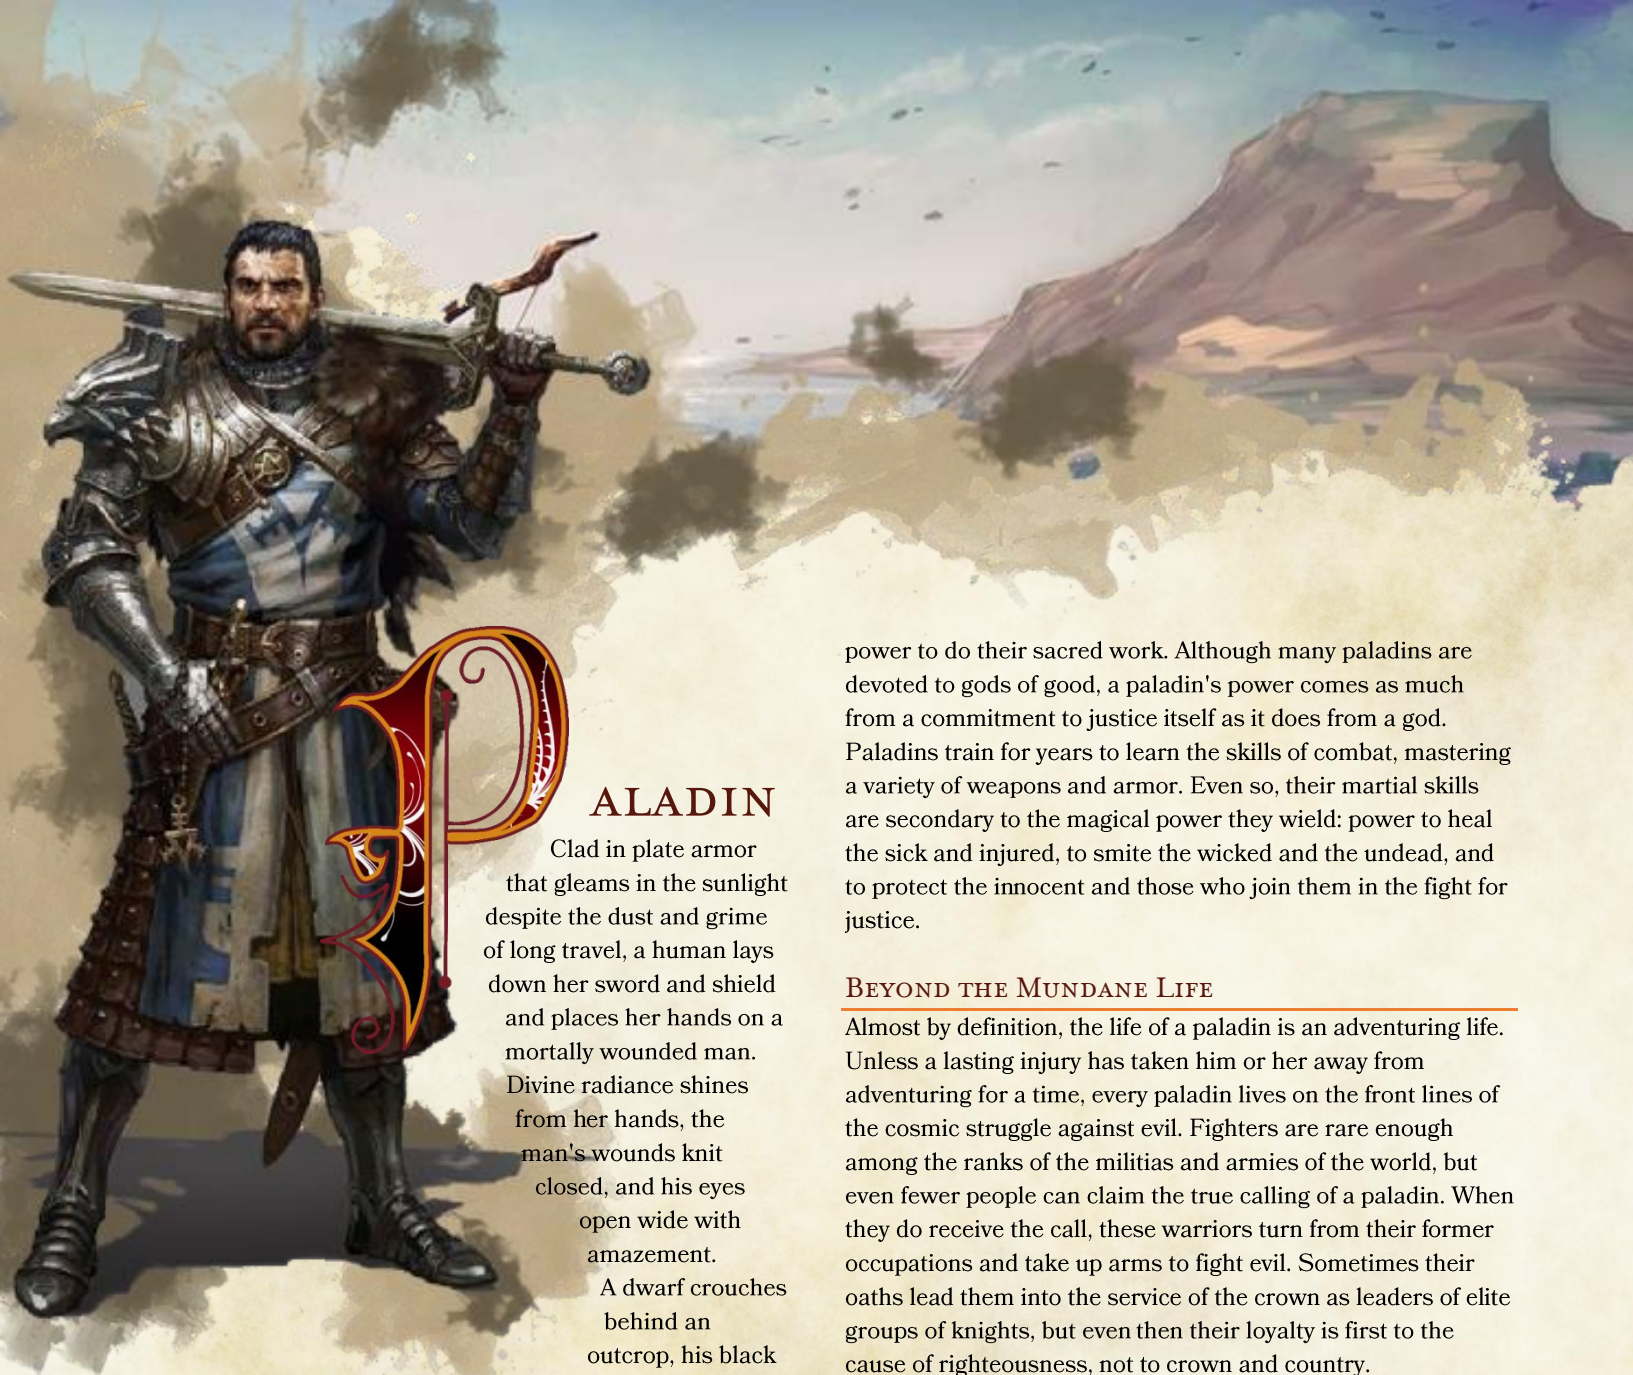 PALADIN
Clad in plate armor
that gleams in the sunlight
despite the dust and grime
of long travel, a human lays
down her sword and shield
and places her hands on a
mortally wounded man.
Divine radiance shines
from her hands, the
man's wounds knit
closed, and his eyes
open wide with
amazement.
A dwarf crouches
behind an
outcrop, his black
power to do their sacred work. Although many paladins are
devoted to gods of good, a paladin's power comes as much
from a commitment to justice itself as it does from a god.
Paladins train for years to learn the skills of combat, mastering
a variety of weapons and armor. Even so, their martial skills
are secondary to the magical power they wield: power to heal
the sick and injured, to smite the wicked and the undead, and
to protect the innocent and those who join them in the fight for
justice.
Beyond the Mundane Life
Almost by definition, the life of a paladin is an adventuring life.
Unless a lasting injury has taken him or her away from
adventuring for a time, every paladin lives on the front lines of
the cosmic struggle against evil. Fighters are rare enough
among the ranks of the militias and armies of the world, but
even fewer people can claim the true calling of a paladin. When
they do receive the call, these warriors turn from their former
occupations and take up arms to fight evil. Sometimes their
oaths lead them into the service of the crown as leaders of elite
groups of knights, but even then their loyalty is first to the
cause of righteousness, not to crown and country.